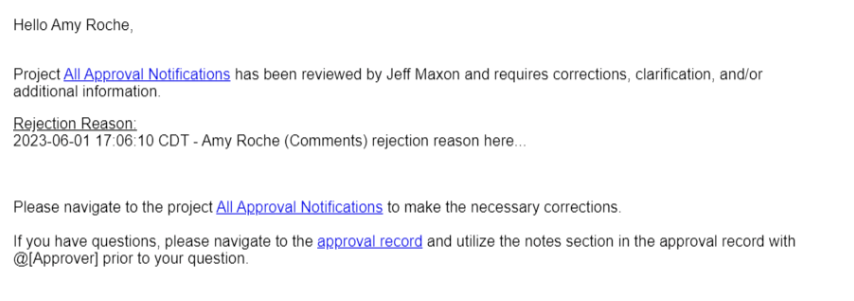 Hello Amy Roche,
Project All Approval Notifications has been reviewed by Jeff Maxon and requires corrections, clarification, and/or
additional information.
Rejection Reason:
2023-06-01 17:06:10 CDT - Amy Roche (Comments) rejection reason here...
Please navigate to the project All Approval Notifications to make the necessary corrections.
If you have questions, please navigate to the approval record and utilize the notes section in the approval record with
@[Approver] prior to your question.